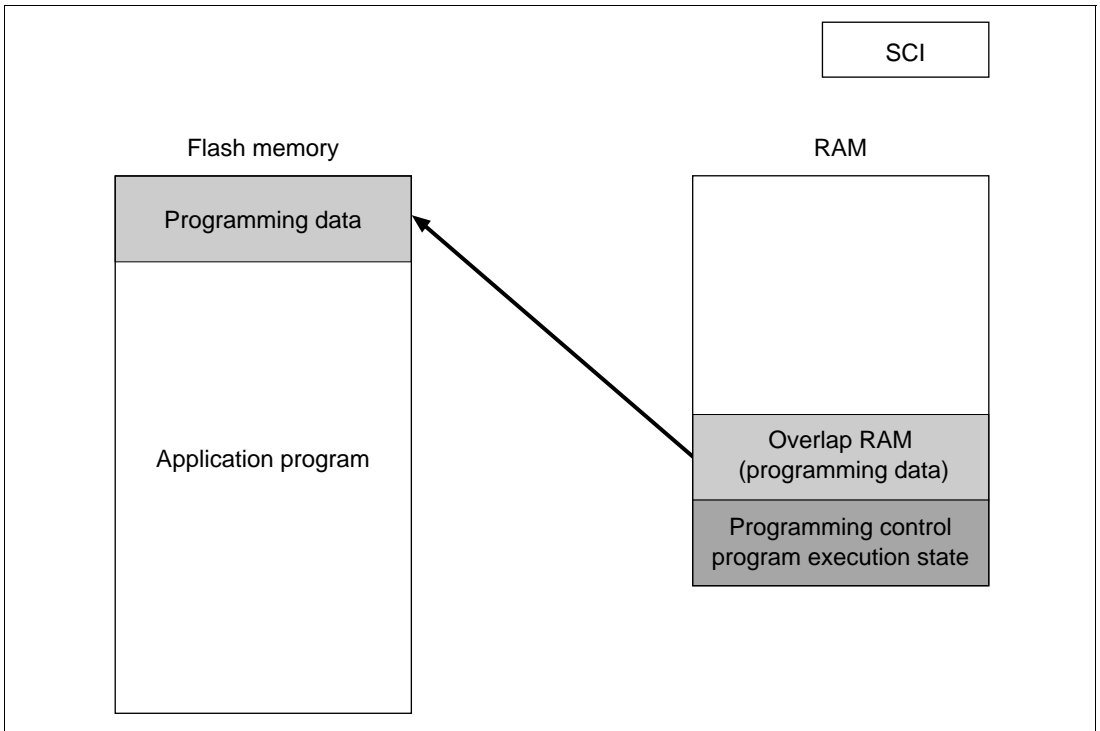 SCI
Flash memory
RAM
Programming data
Application program
Overlap RAM
(programming data)
Programming control
program execution state